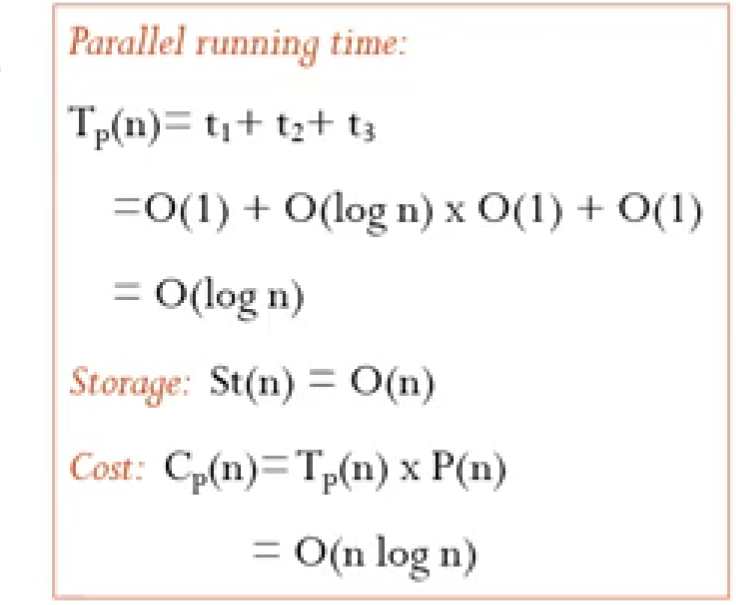 Parallel running time:
Tₚ(n)= t₁+ t₂+ t₃
=O(1) + O(log n) x O(1) + O(1)
= O(log n)
Storage: St(n) = O(n)
Cost: Cₚ(n)=Tₚ(n) x P(n)
= O(n log n)